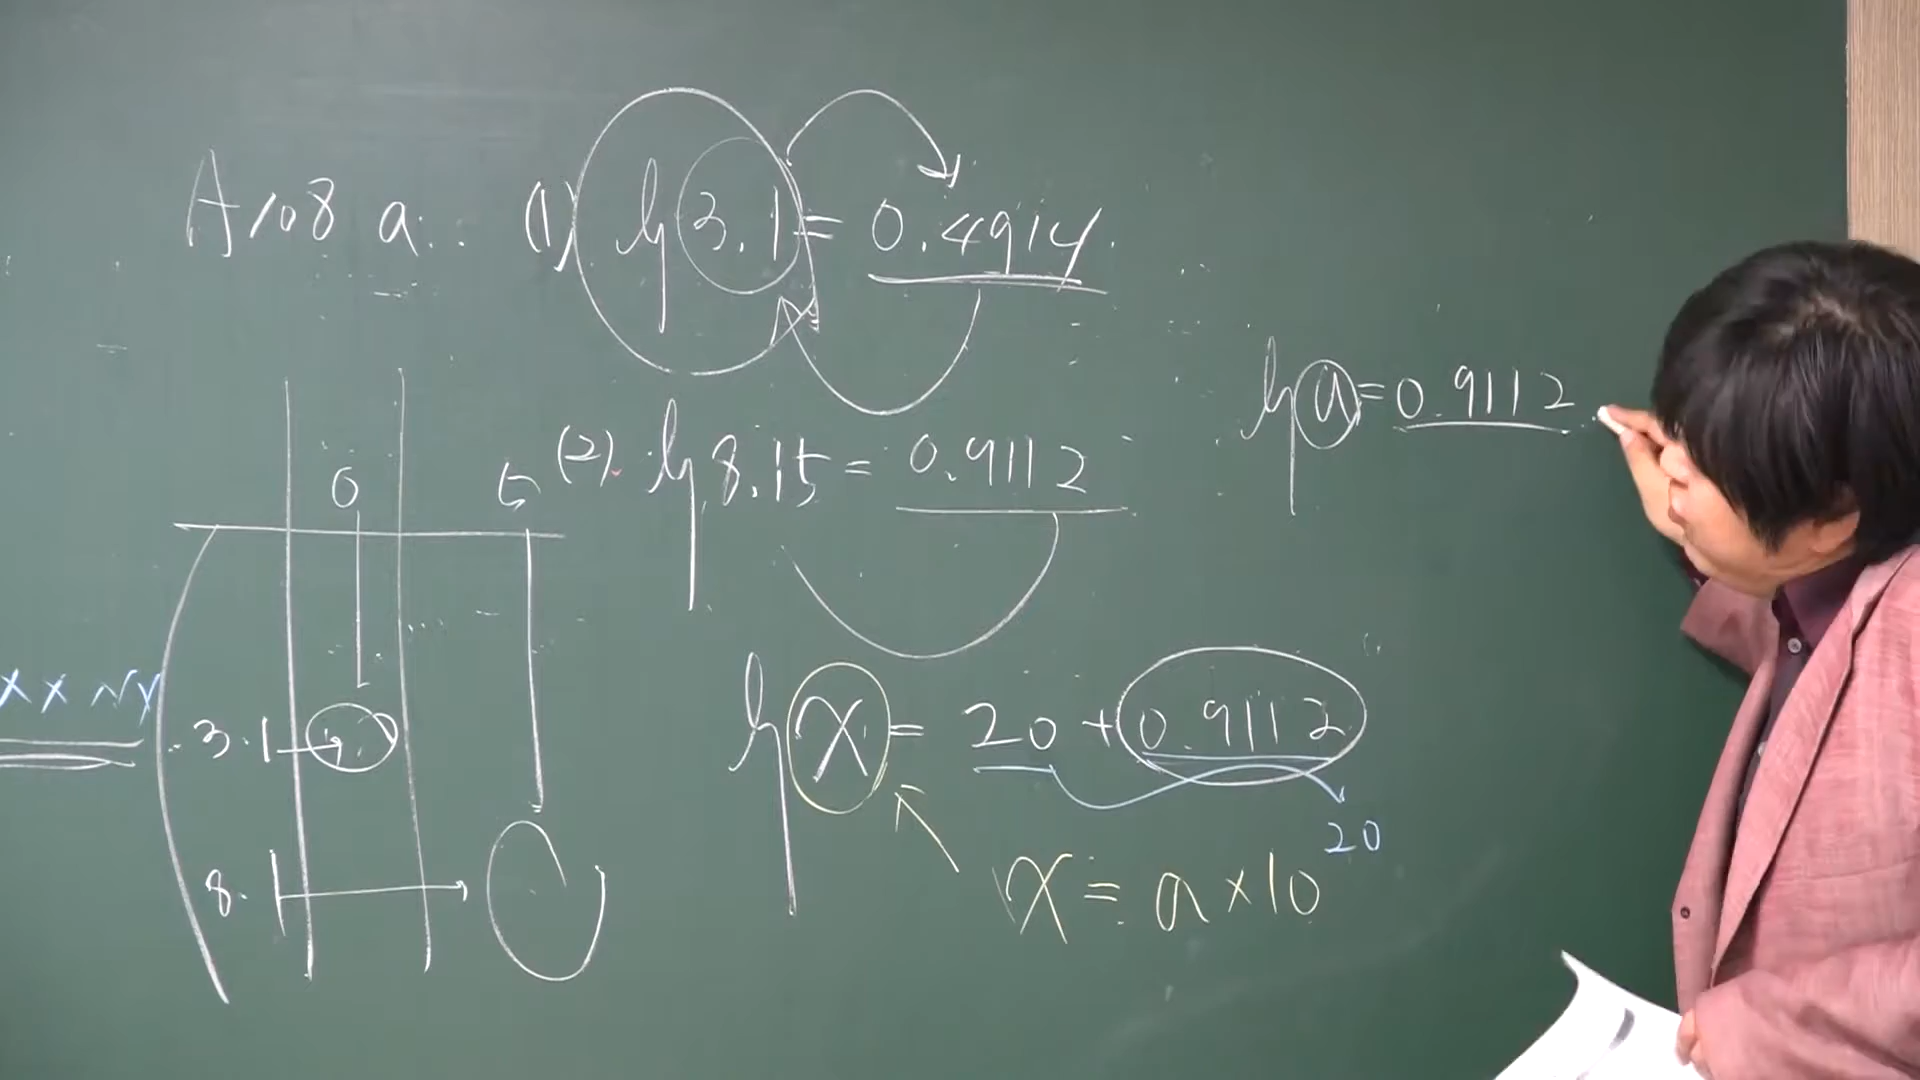 A108 a. (1) lg 3.1 = 0.4914
lg a = 0.9112
(2). lg 8.15 = 0.9112
0 5
3.1
8.1
lg x = 20 + 0.9112
20
x = a × 10